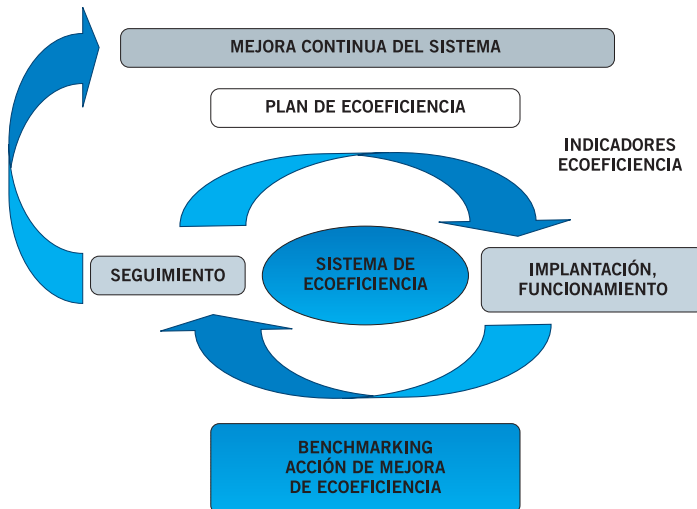 MEJORA CONTINUA DEL SISTEMA
PLAN DE ECOEFICIENCIA
INDICADORES
ECOEFICIENCIA
SEGUIMIENTO
SISTEMA DE
ECOEFICIENCIA
IMPLANTACIÓN,
FUNCIONAMIENTO
BENCHMARKING
ACCIÓN DE MEJORA
DE ECOEFICIENCIA